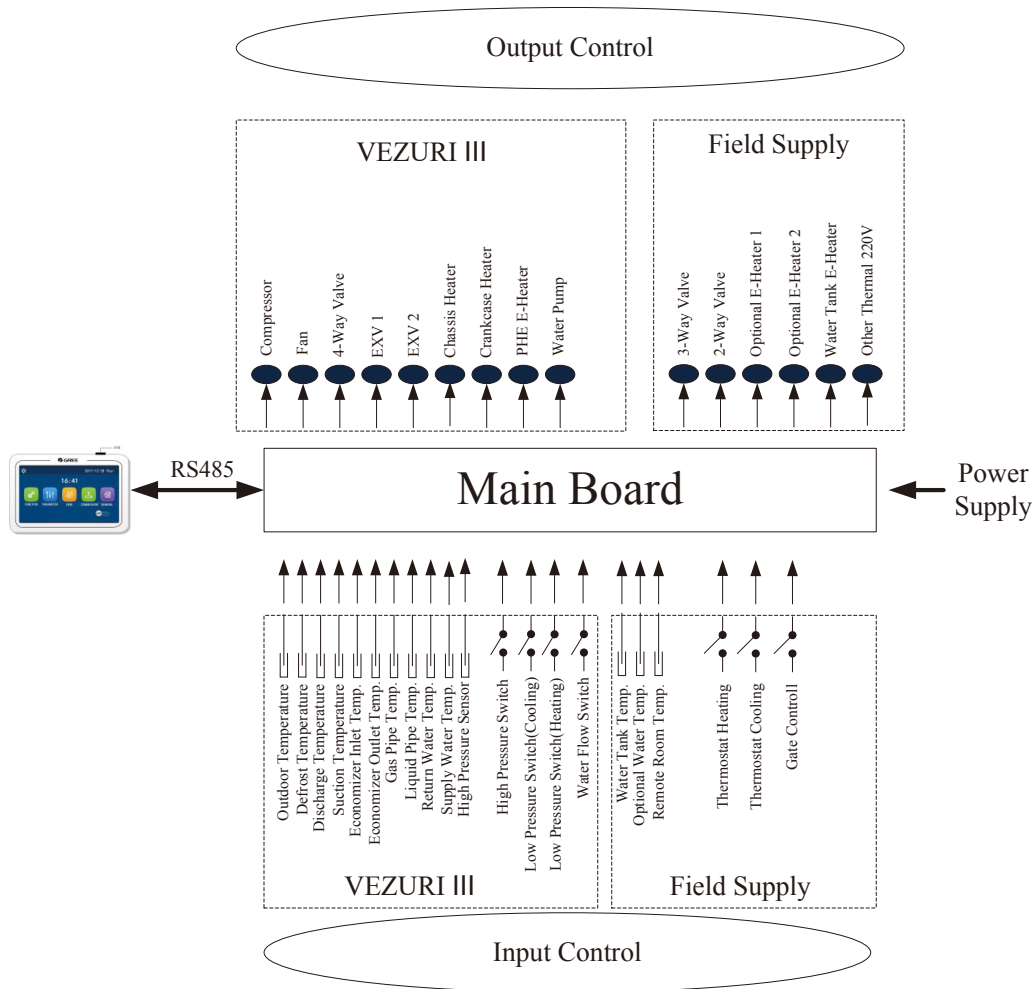 Output Control
VEZURI III
Field Supply
Compressor
Fan
4-Way Valve
EXV 1
EXV 2
Chassis Heater
Crankcase Heater
PHE E-Heater
Water Pump
3-Way Valve
2-Way Valve
Optional E-Heater 1
Optional E-Heater 2
Water Tank E-Heater
Other Thermal 220V
GREE
16:41
RS485
Main Board
Power
Supply
Outdoor Temperature
Defrost Temperature
Discharge Temperature
Suction Temperature
Economizer Inlet Temp.
Economizer Outlet Temp.
Gas Pipe Temp.
Liquid Pipe Temp.
Return Water Temp.
Supply Water Temp.
High Pressure Sensor
High Pressure Switch
Low Pressure Switch(Cooling)
Low Pressure Switch(Heating)
Water Flow Switch
Water Tank Temp.
Optional Water Temp.
Remote Room Temp.
Thermostat Heating
Thermostat Cooling
Gate Controll
VEZURI III
Field Supply
Input Control